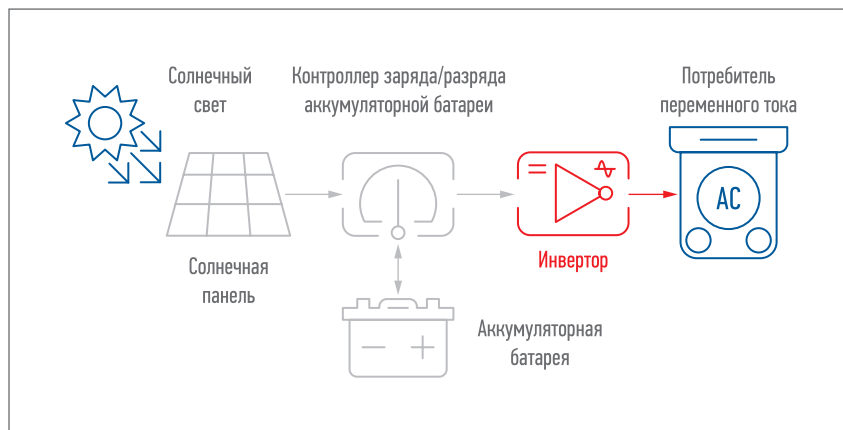 Солнечный
свет
Контроллер заряда/разряда
аккумуляторной батареи
Потребитель
переменного тока
AC
Инвертор
Солнечная
панель
Аккумуляторная
батарея